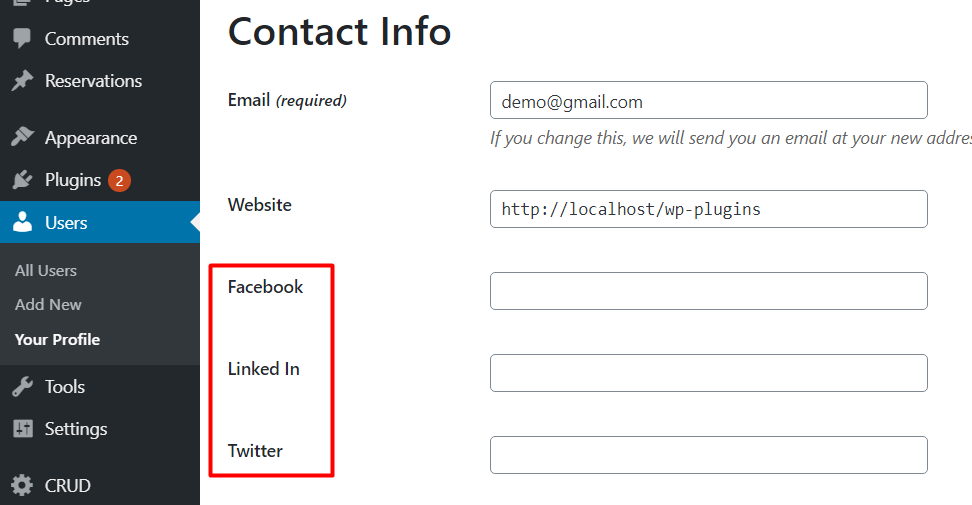 Pages
Comments
Reservations
Appearance
Plugins 2
Users
All Users
Add New
Your Profile
Tools
Settings
CRUD
Contact Info
Email (required)
demo@gmail.com
If you change this, we will send you an email at your new
Website
http://localhost/wp-plugins
Facebook
Linked In
Twitter